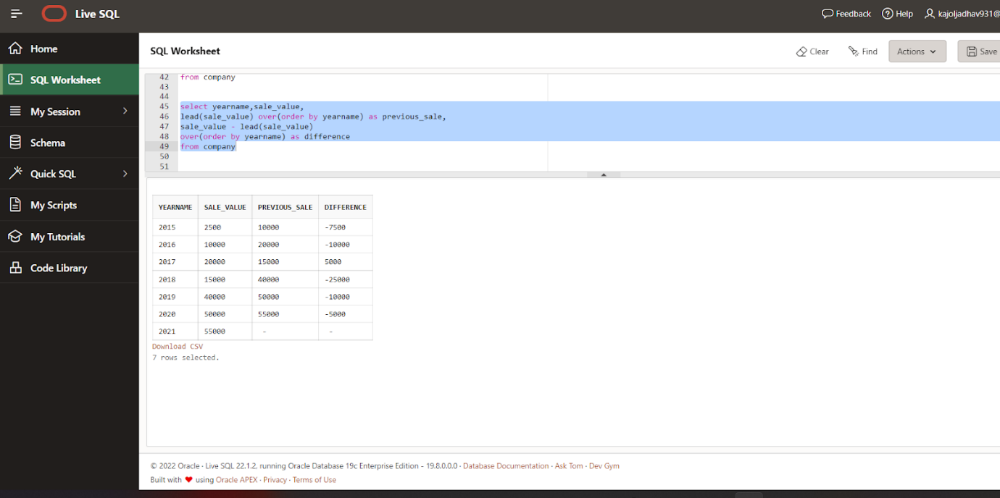 Live SQL
Feedback
Help
kajoljadhav931@
Home
SQL Worksheet
My Session
Schema
Quick SQL
My Scripts
My Tutorials
Code Library
SQL Worksheet
Clear
Find
Actions
Save
42 from company
43
44
45 select yearname,sale_value,
46 lead(sale_value) over(order by yearname) as previous_sale,
47 sale_value - lead(sale_value)
48 over(order by yearname) as difference
49 from company
50
51
YEARNAME SALE_VALUE PREVIOUS_SALE DIFFERENCE
2015 2500 10000 -7500
2016 10000 20000 -10000
2017 20000 15000 5000
2018 15000 40000 -25000
2019 40000 50000 -10000
2020 50000 55000 -5000
2021 55000 - -
Download CSV
7 rows selected.
© 2022 Oracle · Live SQL 22.1.2, running Oracle Database 19c Enterprise Edition - 19.8.0.0.0 · Database Documentation · Ask Tom · Dev Gym
Built with ❤ using Oracle APEX · Privacy · Terms of Use